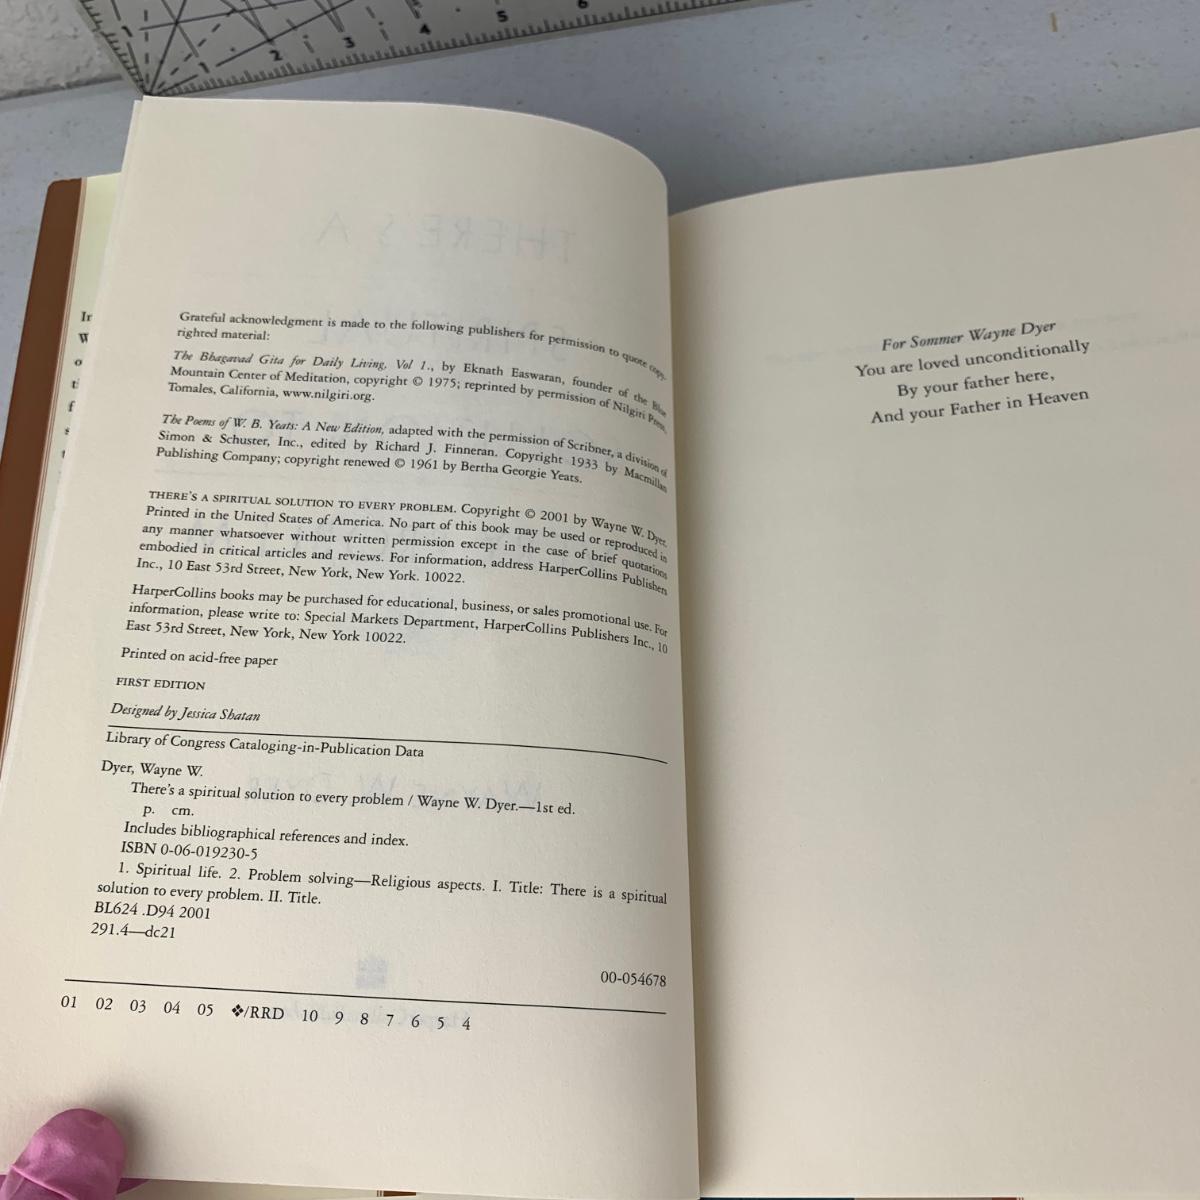 2
3
4
5
6
Grateful acknowledgment is made to the following publishers for permission to quote copy-
righted material:
The Bhagavad Gita for Daily Living, Vol 1., by Eknath Easwaran, founder of the Blue
Mountain Center of Meditation, copyright © 1975; reprinted by permission of Nilgiri Press,
Tomales, California, www.nilgiri.org.
The Poems of W. B. Yeats: A New Edition, adapted with the permission of Scribner, a division of
Simon & Schuster, Inc., edited by Richard J. Finneran. Copyright 1933 by Macmillan
Publishing Company; copyright renewed © 1961 by Bertha Georgie Yeats.
THERE'S A SPIRITUAL SOLUTION TO EVERY PROBLEM. Copyright © 2001 by Wayne W. Dyer.
Printed in the United States of America. No part of this book may be used or reproduced in
any manner whatsoever without written permission except in the case of brief quotations
embodied in critical articles and reviews. For information, address HarperCollins Publishers
Inc., 10 East 53rd Street, New York, New York. 10022.
HarperCollins books may be purchased for educational, business, or sales promotional use. For
information, please write to: Special Markets Department, HarperCollins Publishers Inc., 10
East 53rd Street, New York, New York 10022.
Printed on acid-free paper
FIRST EDITION
Designed by Jessica Shatan
Library of Congress Cataloging-in-Publication Data
Dyer, Wayne W.
There's a spiritual solution to every problem / Wayne W. Dyer.—1st ed.
p. cm.
Includes bibliographical references and index.
ISBN 0-06-019230-5
1. Spiritual life. 2. Problem solving—Religious aspects. I. Title: There is a spiritual
solution to every problem. II. Title.
BL624 .D94 2001
291.4—dc21
00-054678
01 02 03 04 05 ❖/RRD 10 9 8 7 6 5 4
For Sommer Wayne Dyer
You are loved unconditionally
By your father here,
And your Father in Heaven